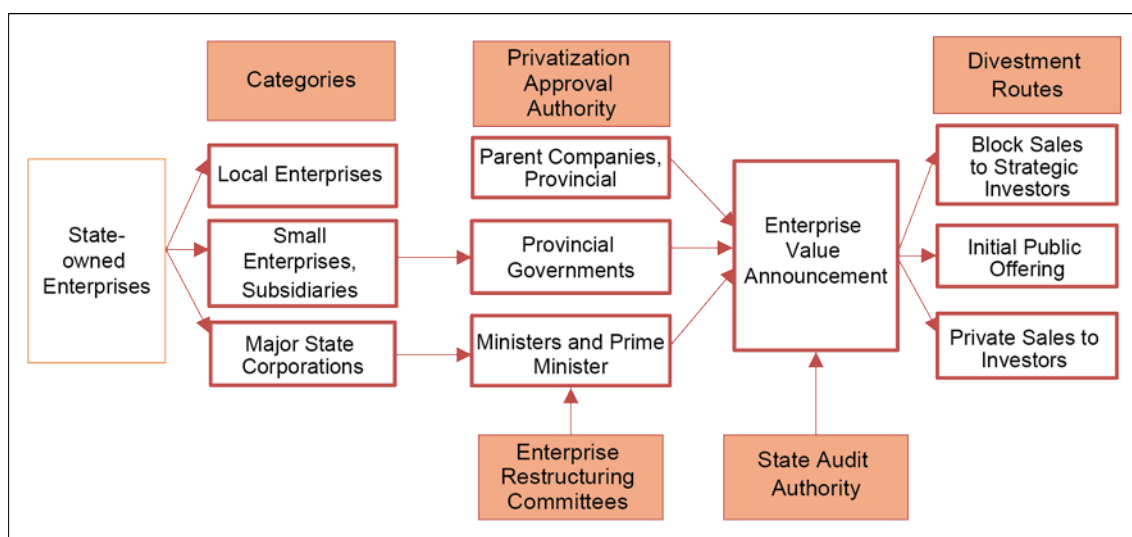 Categories
Privatization
Approval
Authority
Divestment
Routes
State-
owned
Enterprises
Local Enterprises
Small
Enterprises,
Subsidiaries
Major State
Corporations
Parent Companies,
Provincial
Provincial
Governments
Ministers and Prime
Minister
Enterprise
Value
Announcement
Block Sales
to Strategic
Investors
Initial Public
Offering
Private Sales to
Investors
Enterprise
Restructuring
Committees
State Audit
Authority